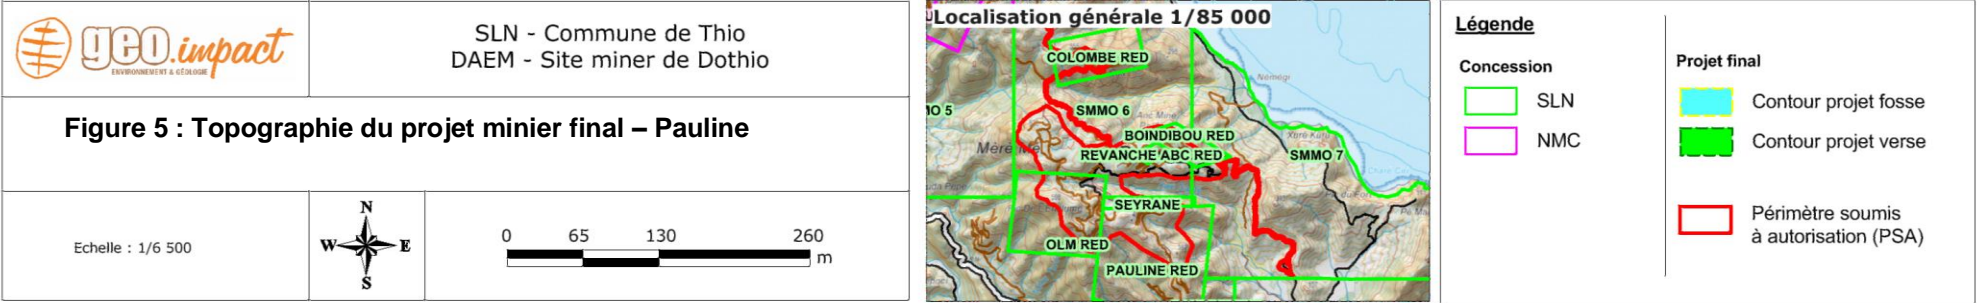 geo.impact
ENVIRONNEMENT & GÉOLOGIE
SLN - Commune de Thio
DAEM - Site miner de Dothio
Figure 5 : Topographie du projet minier final – Pauline
Echelle : 1/6 500
N
W
E
S
0 65 130 260
m
Localisation générale 1/85 000
COLOMBE RED
SMMO 6
BOINDIBOU RED
REVANCHE ABC RED
SMMO 7
SEYRANE
OLM RED
PAULINE RED
Légende
Concession
SLN
NMC
Projet final
Contour projet fosse
Contour projet verse
Périmètre soumis
à autorisation (PSA)